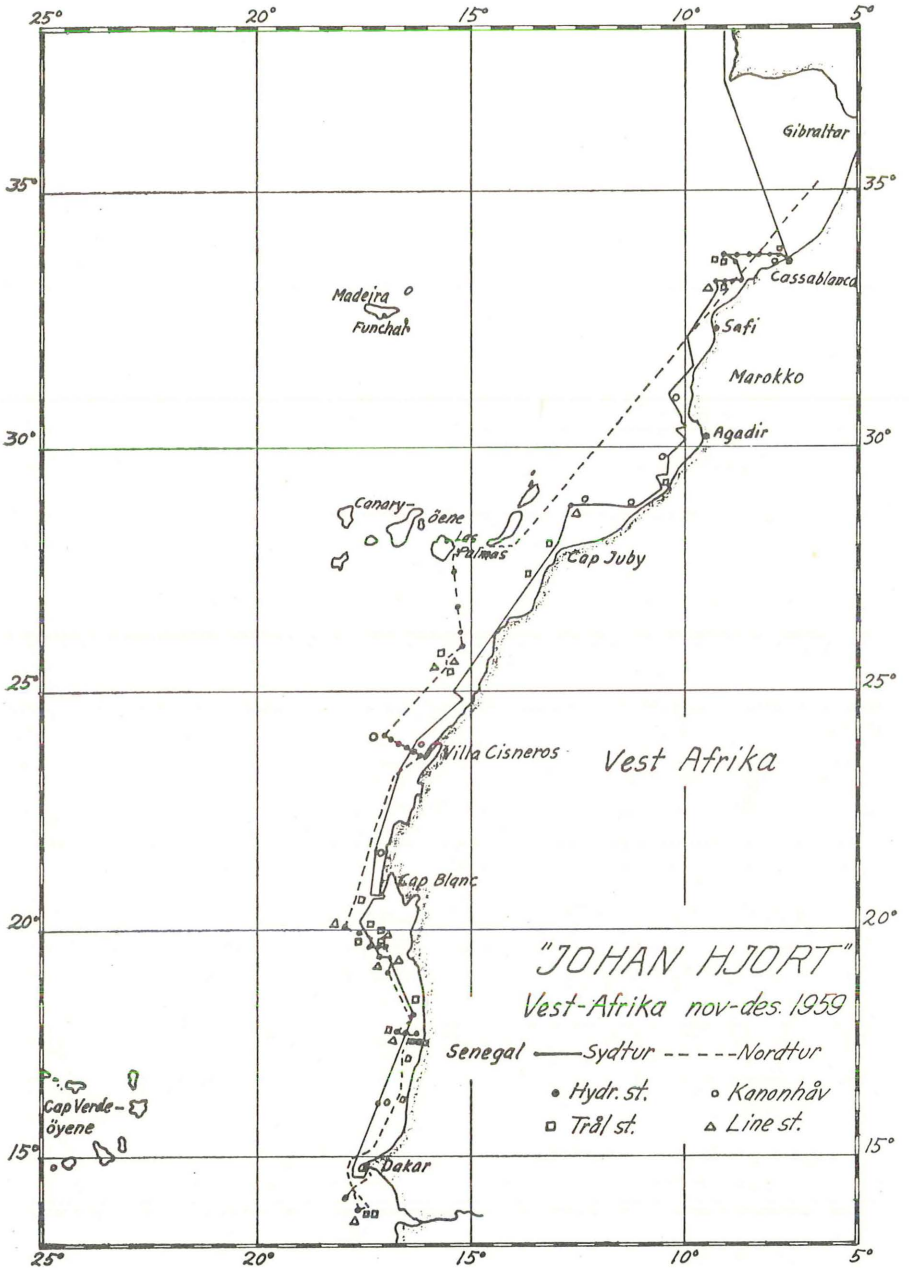 25° 20° 15° 10° 5°
Gibraltar
35° 35°
Cassablanca
Madejra
Funchal
Safi
Marokko
30° Agadir 30°
Canary-
öene
Las
Palmas
Cap Juby
25° 25°
Villa Cisneros
Vest Afrika
Cap Blanc
20° 20°
"JOHAN HJORT"
Vest-Afrika nov-des. 1959
Senegal Sydtur Nordtur
Hydr. st. Kanonhåv
Trål st. Line st.
Cap Verde-
öyene
15° Dakar 15°
25° 20° 15° 10° 5°